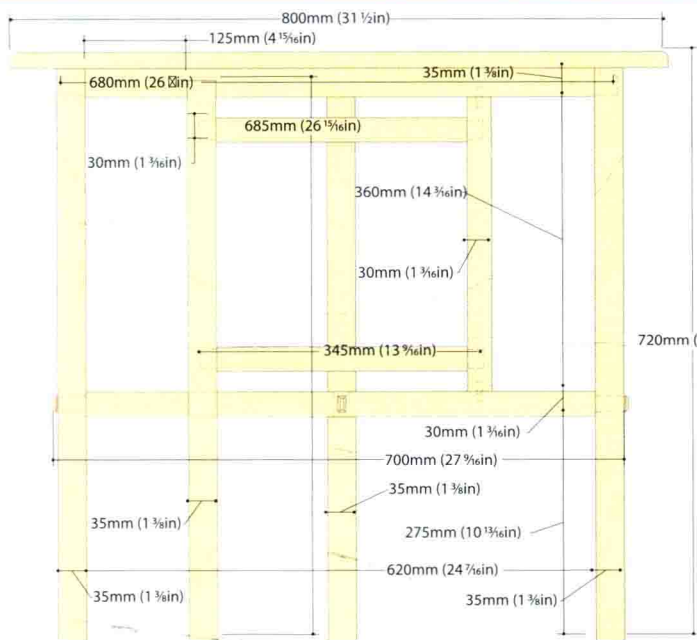 800mm (31 ½in)
125mm (4 ¹⁵⁄₁₆in)
35mm (1 ⅜in)
680mm (26 in)
685mm (26 ¹⁵⁄₁₆in)
30mm (1 ³⁄₁₆in)
360mm (14 ³⁄₁₆in)
30mm (1 ³⁄₁₆in)
720mm (
345mm (13 ⁹⁄₁₆in)
30mm (1 ³⁄₁₆in)
700mm (27 ⁹⁄₁₆in)
35mm (1 ⅜in)
35mm (1 ⅜in)
275mm (10 ¹³⁄₁₆in)
620mm (24 ⁷⁄₁₆in)
35mm (1 ⅜in)
35mm (1 ⅜in)